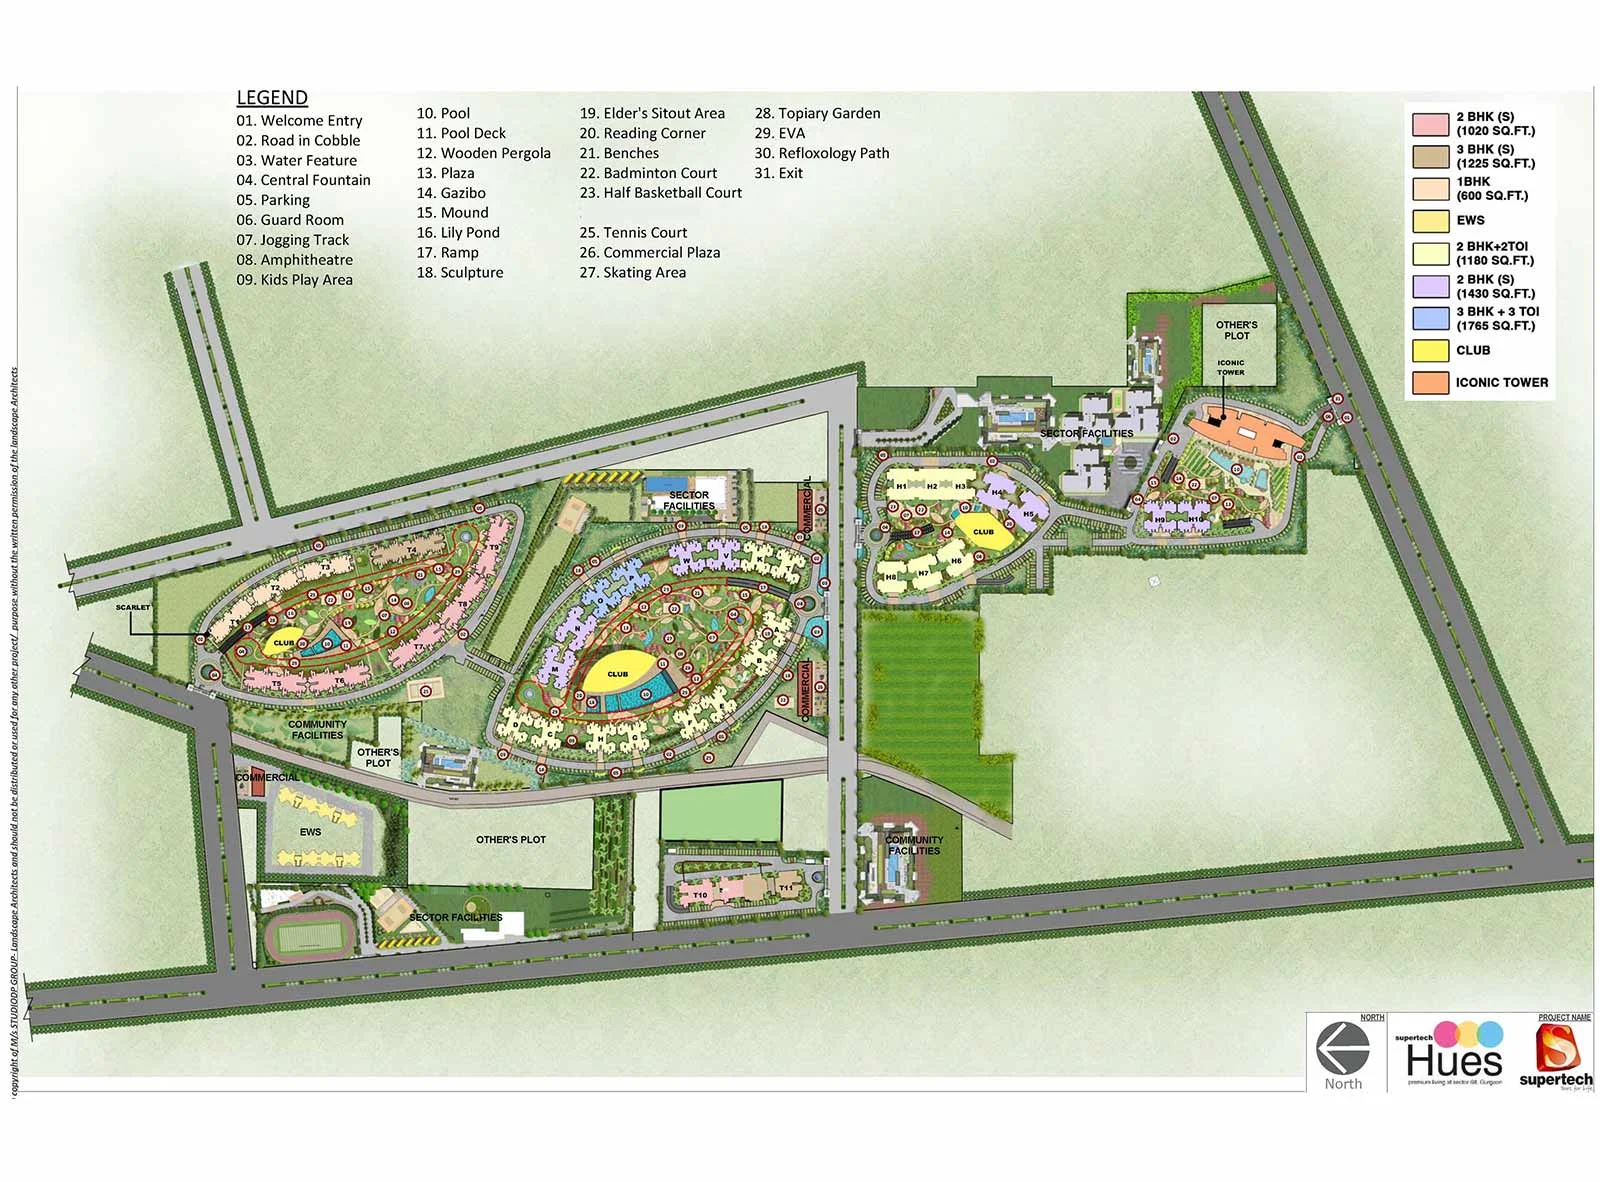 LEGEND
01. Welcome Entry
02. Road in Cobble
03. Water Feature
04. Central Fountain
05. Parking
06. Guard Room
07. Jogging Track
08. Amphitheatre
09. Kids Play Area
10. Pool
11. Pool Deck
12. Wooden Pergola
13. Plaza
14. Gazibo
15. Mound
16. Lily Pond
17. Ramp
18. Sculpture
19. Elder's Sitout Area
20. Reading Corner
21. Benches
22. Badminton Court
23. Half Basketball Court
25. Tennis Court
26. Commercial Plaza
27. Skating Area
28. Topiary Garden
29. EVA
30. Refloxology Path
31. Exit
2 BHK (S)
(1020 SQ.FT.)
3 BHK (S)
(1225 SQ.FT.)
1BHK
(600 SQ.FT.)
EWS
2 BHK+2TOI
(1180 SQ.FT.)
2 BHK (S)
(1430 SQ.FT.)
3 BHK + 3 TOI
(1765 SQ.FT.)
CLUB
ICONIC TOWER
OTHER'S
PLOT
ICONIC
TOWER
SECTOR FACILITIES
H1 H2 H3
H4
H5
CLUB
H6
H7
H8
H9 H10
SECTOR
FACILITIES
COMMERCIAL
COMMERCIAL
T9
T4
T3
T2
T1
T8
T7
T6
T5
CLUB
SCARLET
N
M
CLUB
B
D
H
G
COMMUNITY
FACILITIES
OTHER'S
PLOT
COMMERCIAL
EWS
OTHER'S PLOT
SECTOR FACILITIES
T10
T11
COMMUNITY
FACILITIES
copyright of M/s STUDIODP GROUP- Landscape Architects and should not be distributed or used for any other project/ purpose without the written permission of the landscape Architects
NORTH
North
supertech
Hues
premium living at sector 68, Gurgaon
PROJECT NAME
S
supertech